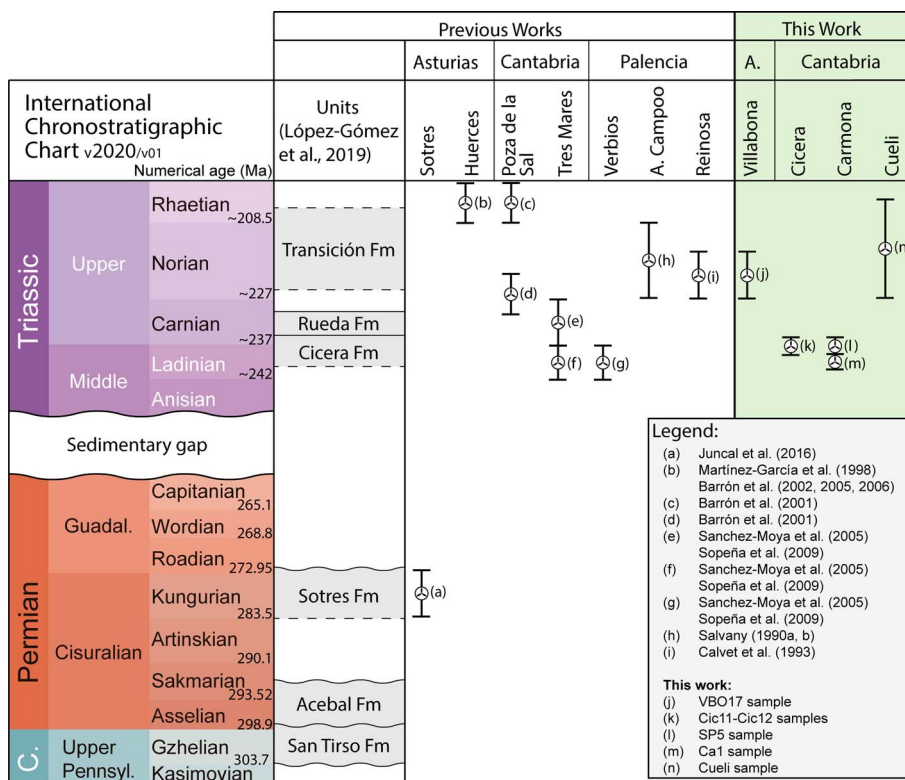 Previous Works
This Work
Asturias
Cantabria
Palencia
A.
Cantabria
International
Chronostratigraphic
Chart v2020/v01
Numerical age (Ma)
Units
(López-Gómez
et al., 2019)
Sotres
Huerces
Poza de la
Sal
Tres Mares
Verbios
A. Campoo
Reinosa
Villabona
Cicera
Carmona
Cueli
Triassic
Upper
Rhaetian
~208.5
Norian
~227
Carnian
~237
Middle
Ladinian
~242
Anisian
Transición Fm
Rueda Fm
Cicera Fm
(b)
(c)
(d)
(e)
(f)
(g)
(h)
(i)
(j)
(k)
(l)
(m)
(n
Sedimentary gap
Permian
Guadal.
Capitanian
265.1
Wordian
268.8
Roadian
272.95
Cisuralian
Kungurian
283.5
Artinskian
290.1
Sakmarian
293.52
Asselian
298.9
Sotres Fm
(a)
Acebal Fm
C.
Upper
Pennsyl.
Gzhelian
303.7
Kasimovian
San Tirso Fm
Legend:
(a) Juncal et al. (2016)
(b) Martínez-García et al. (1998)
Barrón et al. (2002, 2005, 2006)
(c) Barrón et al. (2001)
(d) Barrón et al. (2001)
(e) Sanchez-Moya et al. (2005)
Sopeña et al. (2009)
(f) Sanchez-Moya et al. (2005)
Sopeña et al. (2009)
(g) Sanchez-Moya et al. (2005)
Sopeña et al. (2009)
(h) Salvany (1990a, b)
(i) Calvet et al. (1993)
This work:
(j) VBO17 sample
(k) Cic11-Cic12 samples
(l) SP5 sample
(m) Ca1 sample
(n) Cueli sample